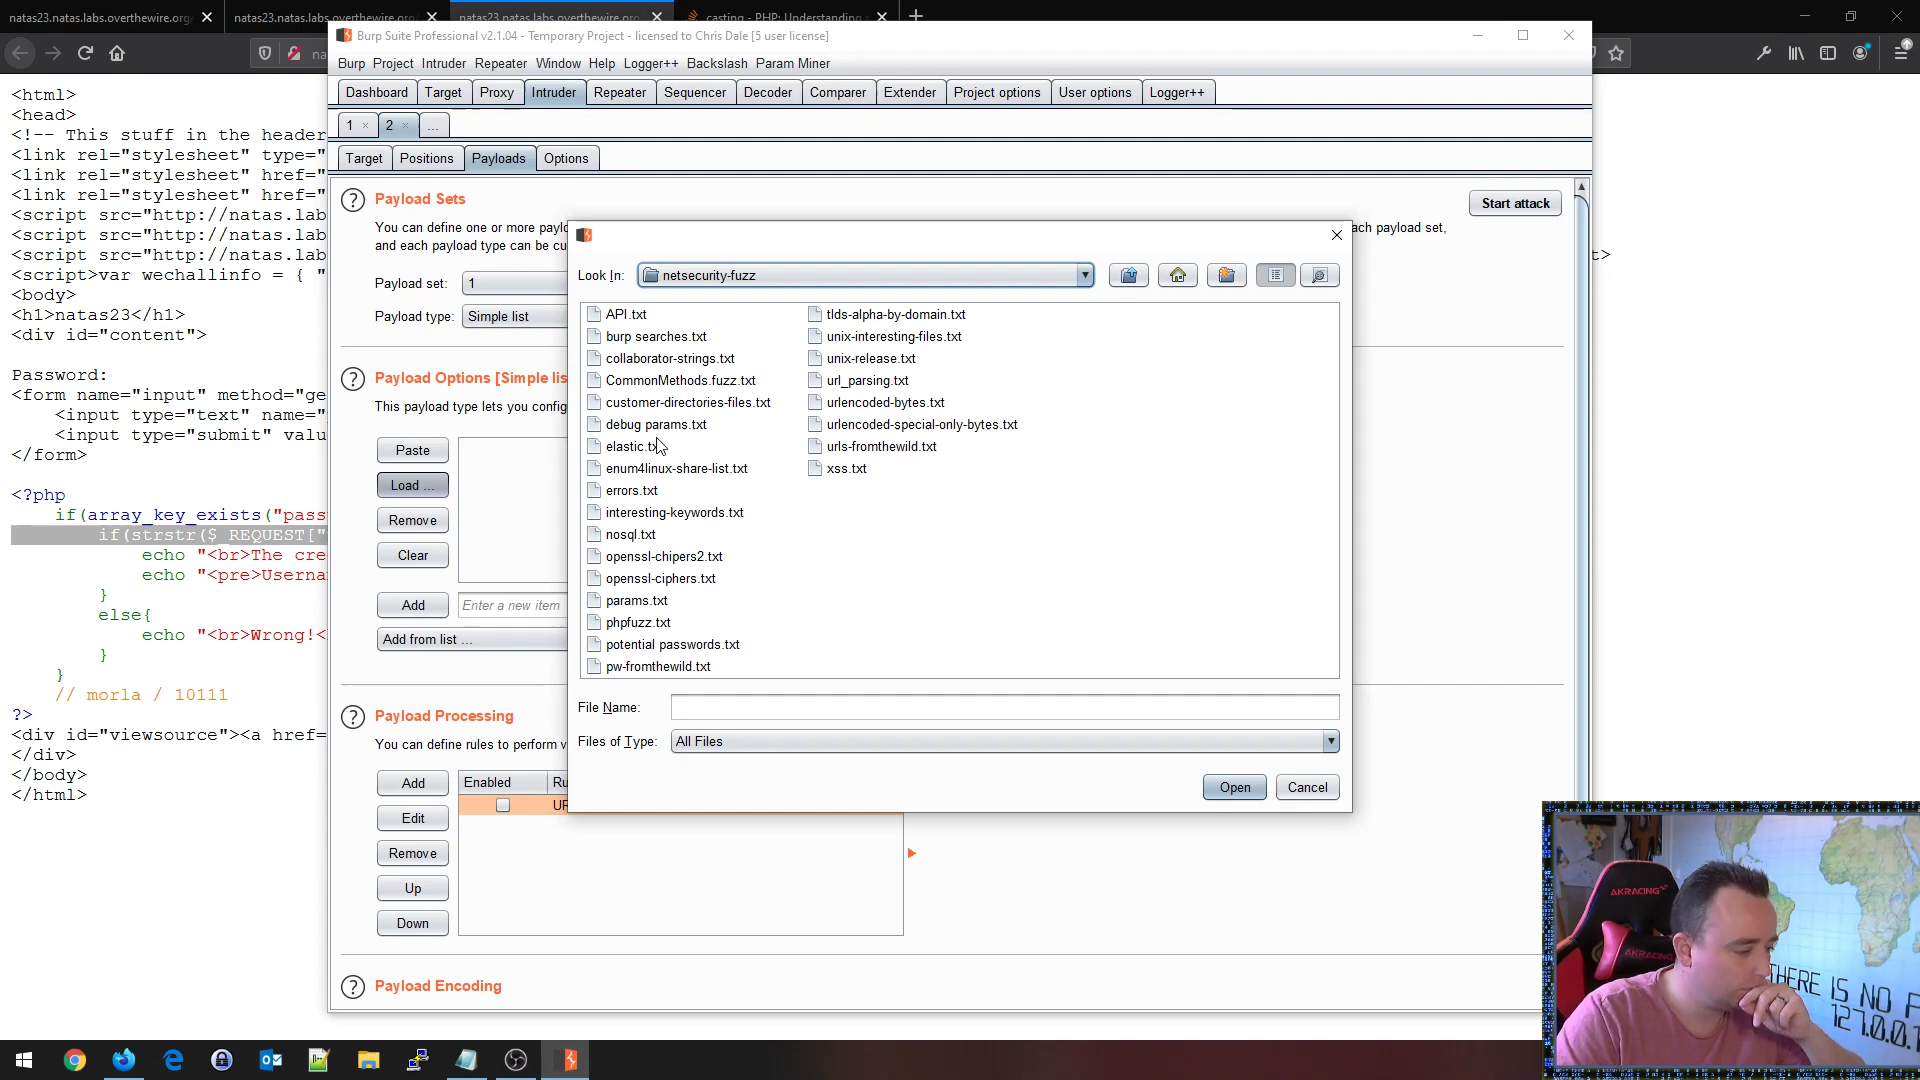 natas23.natas.labs.overthewire.org/
natas23.natas.labs.overthewire.org/
natas23.natas.labs.overthewire.org/
casting - PHP: Understanding
Burp Suite Professional v2.1.04 - Temporary Project - licensed to Chris Dale [5 user license]
Burp Project Intruder Repeater Window Help Logger++ Backslash Param Miner
Dashboard Target Proxy Intruder Repeater Sequencer Decoder Comparer Extender Project options User options Logger++
1 × 2 × ...
Target Positions Payloads Options
<html>
<head>
<!-- This stuff in the header
<link rel="stylesheet" type="
<link rel="stylesheet" href="
<link rel="stylesheet" href="
<script src="http://natas.lab
<script src="http://natas.lab
<script src="http://natas.lab
<script>var wechallinfo = { "
<body>
<h1>natas23</h1>
<div id="content">
Password:
<form name="input" method="ge
<input type="text" name="
<input type="submit" valu
</form>
<?php
if(array_key_exists("pass
if(strstr($_REQUEST["
echo "<br>The cre
echo "<pre>Userna
}
else{
echo "<br>Wrong!<
}
}
// morla / 10111
?>
<div id="viewsource"><a href=
</div>
</body>
</html>
t>
Payload Sets
Start attack
You can define one or more paylo
ach payload set,
and each payload type can be cu
Payload set: 1
Payload type: Simple list
Payload Options [Simple lis
This payload type lets you config
Paste
Load ...
Remove
Clear
Add Enter a new item
Add from list ...
Payload Processing
You can define rules to perform v
Add
Edit
Remove
Up
Down
Enabled Ru
UR
Payload Encoding
Look In: netsecurity-fuzz
API.txt
burp searches.txt
collaborator-strings.txt
CommonMethods.fuzz.txt
customer-directories-files.txt
debug params.txt
elastic.txt
enum4linux-share-list.txt
errors.txt
interesting-keywords.txt
nosql.txt
openssl-chipers2.txt
openssl-ciphers.txt
params.txt
phpfuzz.txt
potential passwords.txt
pw-fromthewild.txt
tlds-alpha-by-domain.txt
unix-interesting-files.txt
unix-release.txt
url_parsing.txt
urlencoded-bytes.txt
urlencoded-special-only-bytes.txt
urls-fromthewild.txt
xss.txt
File Name:
Files of Type: All Files
Open Cancel
AKRACING
AKRACING
THERE IS NO
127.0.0